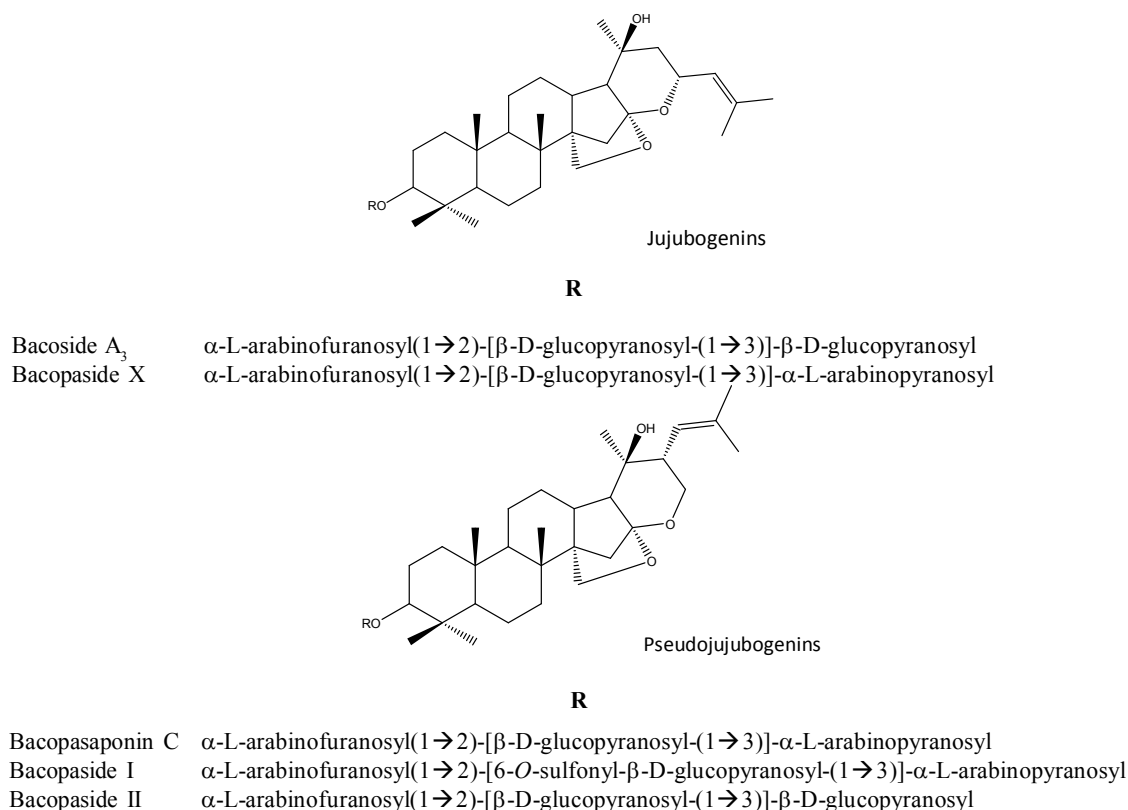 OH
O
O
RO
Jujubogenins
R
Bacoside A₃ α-L-arabinofuranosyl(1→2)-[β-D-glucopyranosyl-(1→3)]-β-D-glucopyranosyl
Bacopaside X α-L-arabinofuranosyl(1→2)-[β-D-glucopyranosyl-(1→3)]-α-L-arabinopyranosyl
OH
O
O
RO
Pseudojujubogenins
R
Bacopasaponin C α-L-arabinofuranosyl(1→2)-[β-D-glucopyranosyl-(1→3)]-α-L-arabinopyranosyl
Bacopaside I α-L-arabinofuranosyl(1→2)-[6-O-sulfonyl-β-D-glucopyranosyl-(1→3)]-α-L-arabinopyranosyl
Bacopaside II α-L-arabinofuranosyl(1→2)-[β-D-glucopyranosyl-(1→3)]-β-D-glucopyranosyl